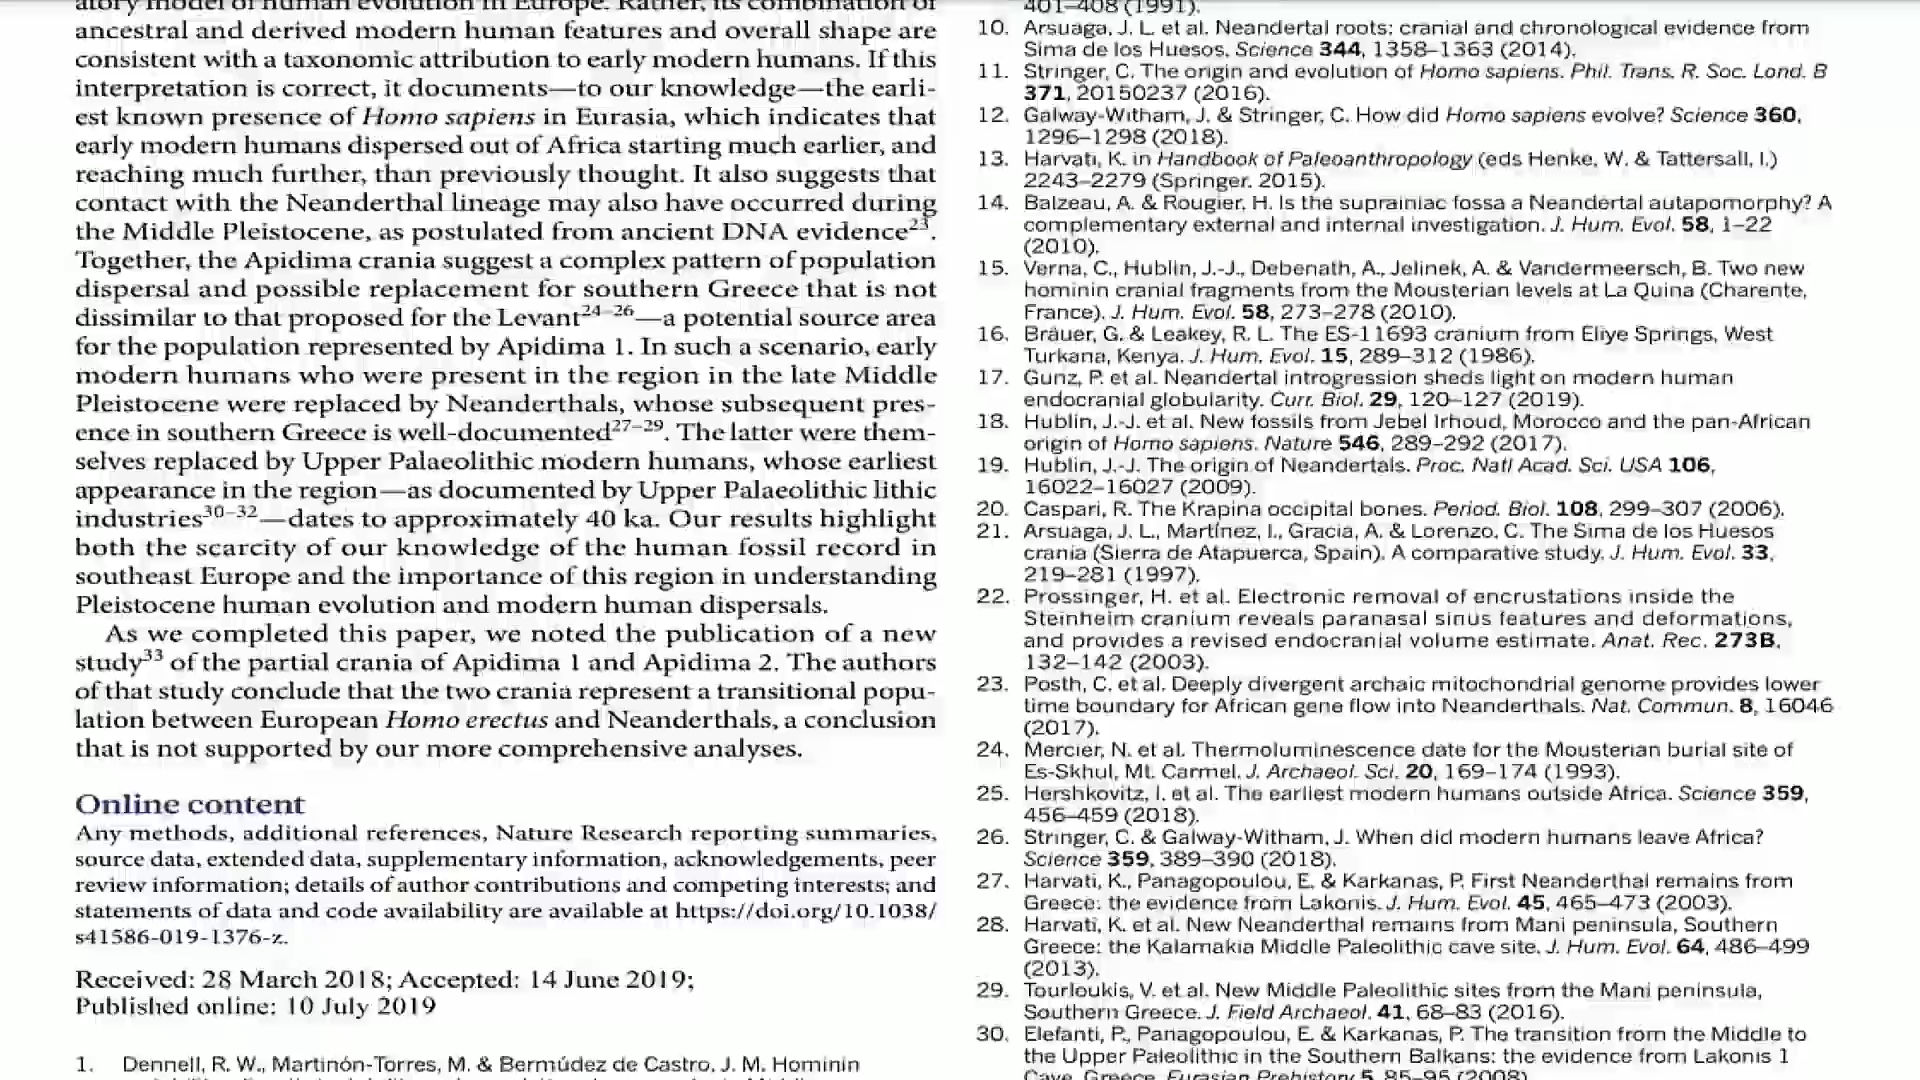 atory model of human evolution in Europe. Rather, its combination of
ancestral and derived modern human features and overall shape are
consistent with a taxonomic attribution to early modern humans. If this
interpretation is correct, it documents—to our knowledge—the earli-
est known presence of Homo sapiens in Eurasia, which indicates that
early modern humans dispersed out of Africa starting much earlier, and
reaching much further, than previously thought. It also suggests that
contact with the Neanderthal lineage may also have occurred during
the Middle Pleistocene, as postulated from ancient DNA evidence23.
Together, the Apidima crania suggest a complex pattern of population
dispersal and possible replacement for southern Greece that is not
dissimilar to that proposed for the Levant24–26—a potential source area
for the population represented by Apidima 1. In such a scenario, early
modern humans who were present in the region in the late Middle
Pleistocene were replaced by Neanderthals, whose subsequent pres-
ence in southern Greece is well-documented27–29. The latter were them-
selves replaced by Upper Palaeolithic modern humans, whose earliest
appearance in the region—as documented by Upper Palaeolithic lithic
industries30–32—dates to approximately 40 ka. Our results highlight
both the scarcity of our knowledge of the human fossil record in
southeast Europe and the importance of this region in understanding
Pleistocene human evolution and modern human dispersals.
As we completed this paper, we noted the publication of a new
study33 of the partial crania of Apidima 1 and Apidima 2. The authors
of that study conclude that the two crania represent a transitional popu-
lation between European Homo erectus and Neanderthals, a conclusion
that is not supported by our more comprehensive analyses.
Online content
Any methods, additional references, Nature Research reporting summaries,
source data, extended data, supplementary information, acknowledgements, peer
review information; details of author contributions and competing interests; and
statements of data and code availability are available at https://doi.org/10.1038/
s41586-019-1376-z.
Received: 28 March 2018; Accepted: 14 June 2019;
Published online: 10 July 2019
1. Dennell, R. W., Martinón-Torres, M. & Bermúdez de Castro, J. M. Hominin
401–408 (1991).
10. Arsuaga, J. L. et al. Neandertal roots: cranial and chronological evidence from
Sima de los Huesos. Science 344, 1358–1363 (2014).
11. Stringer, C. The origin and evolution of Homo sapiens. Phil. Trans. R. Soc. Lond. B
371, 20150237 (2016).
12. Galway-Witham, J. & Stringer, C. How did Homo sapiens evolve? Science 360,
1296–1298 (2018).
13. Harvati, K. in Handbook of Paleoanthropology (eds Henke, W. & Tattersall, I.)
2243–2279 (Springer, 2015).
14. Balzeau, A. & Rougier, H. Is the suprainiac fossa a Neandertal autapomorphy? A
complementary external and internal investigation. J. Hum. Evol. 58, 1–22
(2010).
15. Verna, C., Hublin, J.-J., Debenath, A., Jelinek, A. & Vandermeersch, B. Two new
hominin cranial fragments from the Mousterian levels at La Quina (Charente,
France). J. Hum. Evol. 58, 273–278 (2010).
16. Bräuer, G. & Leakey, R. L. The ES-11693 cranium from Eliye Springs, West
Turkana, Kenya. J. Hum. Evol. 15, 289–312 (1986).
17. Gunz, P. et al. Neandertal introgression sheds light on modern human
endocranial globularity. Curr. Biol. 29, 120–127 (2019).
18. Hublin, J.-J. et al. New fossils from Jebel Irhoud, Morocco and the pan-African
origin of Homo sapiens. Nature 546, 289–292 (2017).
19. Hublin, J.-J. The origin of Neandertals. Proc. Natl Acad. Sci. USA 106,
16022–16027 (2009).
20. Caspari, R. The Krapina occipital bones. Period. Biol. 108, 299–307 (2006).
21. Arsuaga, J. L., Martínez, I., Gracia, A. & Lorenzo, C. The Sima de los Huesos
crania (Sierra de Atapuerca, Spain). A comparative study. J. Hum. Evol. 33,
219–281 (1997).
22. Prossinger, H. et al. Electronic removal of encrustations inside the
Steinheim cranium reveals paranasal sinus features and deformations,
and provides a revised endocranial volume estimate. Anat. Rec. 273B,
132–142 (2003).
23. Posth, C. et al. Deeply divergent archaic mitochondrial genome provides lower
time boundary for African gene flow into Neanderthals. Nat. Commun. 8, 16046
(2017).
24. Mercier, N. et al. Thermoluminescence date for the Mousterian burial site of
Es-Skhul, Mt. Carmel. J. Archaeol. Sci. 20, 169–174 (1993).
25. Hershkovitz, I. et al. The earliest modern humans outside Africa. Science 359,
456–459 (2018).
26. Stringer, C. & Galway-Witham, J. When did modern humans leave Africa?
Science 359, 389–390 (2018).
27. Harvati, K., Panagopoulou, E. & Karkanas, P. First Neanderthal remains from
Greece: the evidence from Lakonis. J. Hum. Evol. 45, 465–473 (2003).
28. Harvati, K. et al. New Neanderthal remains from Mani peninsula, Southern
Greece: the Kalamakia Middle Paleolithic cave site. J. Hum. Evol. 64, 486–499
(2013).
29. Tourloukis, V. et al. New Middle Paleolithic sites from the Mani peninsula,
Southern Greece. J. Field Archaeol. 41, 68–83 (2016).
30. Elefanti, P., Panagopoulou, E. & Karkanas, P. The transition from the Middle to
the Upper Paleolithic in the Southern Balkans: the evidence from Lakonis 1
Cave, Greece. Eurasian Prehistory 5, 85–95 (2008).